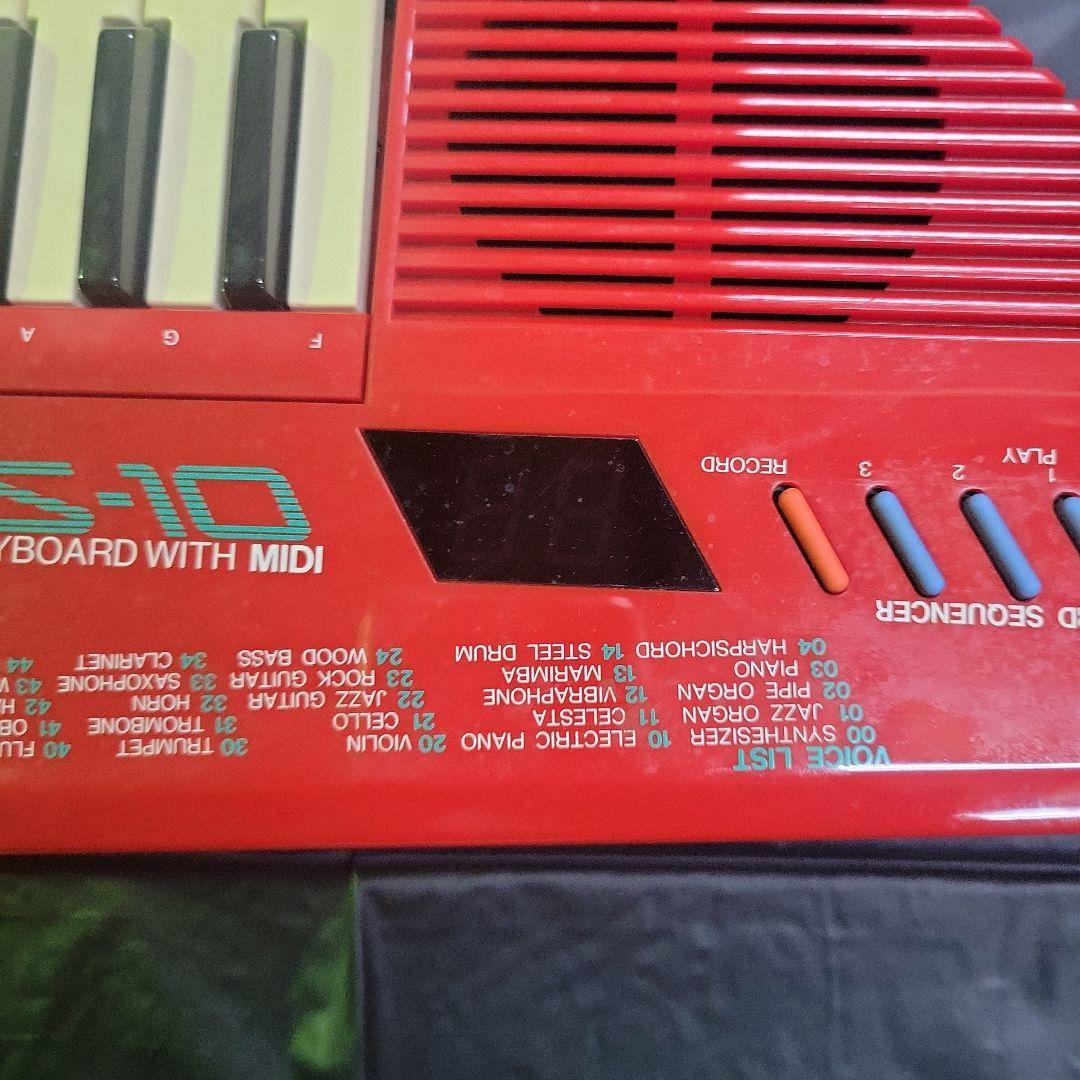 S-10
YBOARD WITH MIDI
VOICE LIST
00 SYNTHESIZER
01 JAZZ ORGAN
02 PIPE ORGAN
03 PIANO
04 HARPSICHORD
10 ELECTRIC PIANO
11 CELESTA
12 VIBRAPHONE
13 MARIMBA
14 STEEL DRUM
20 VIOLIN
21 CELLO
22 JAZZ GUITAR
23 ROCK GUITAR
24 WOOD BASS
30 TRUMPET
31 TROMBONE
32 HORN
33 SAXOPHONE
34 CLARINET
40 FLU
41 OB
42 HA
43
44
RD SEQUENCER
PLAY
1
2
3
RECORD
F
G
A